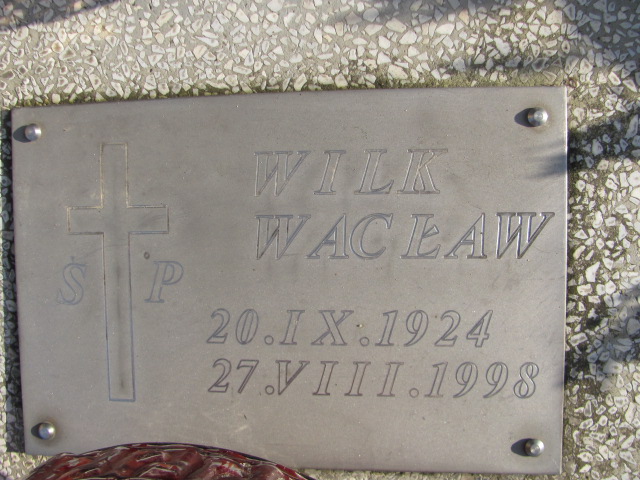 WILK
WACŁAW
Ś P
20.IX.1924
27.VIII.1998